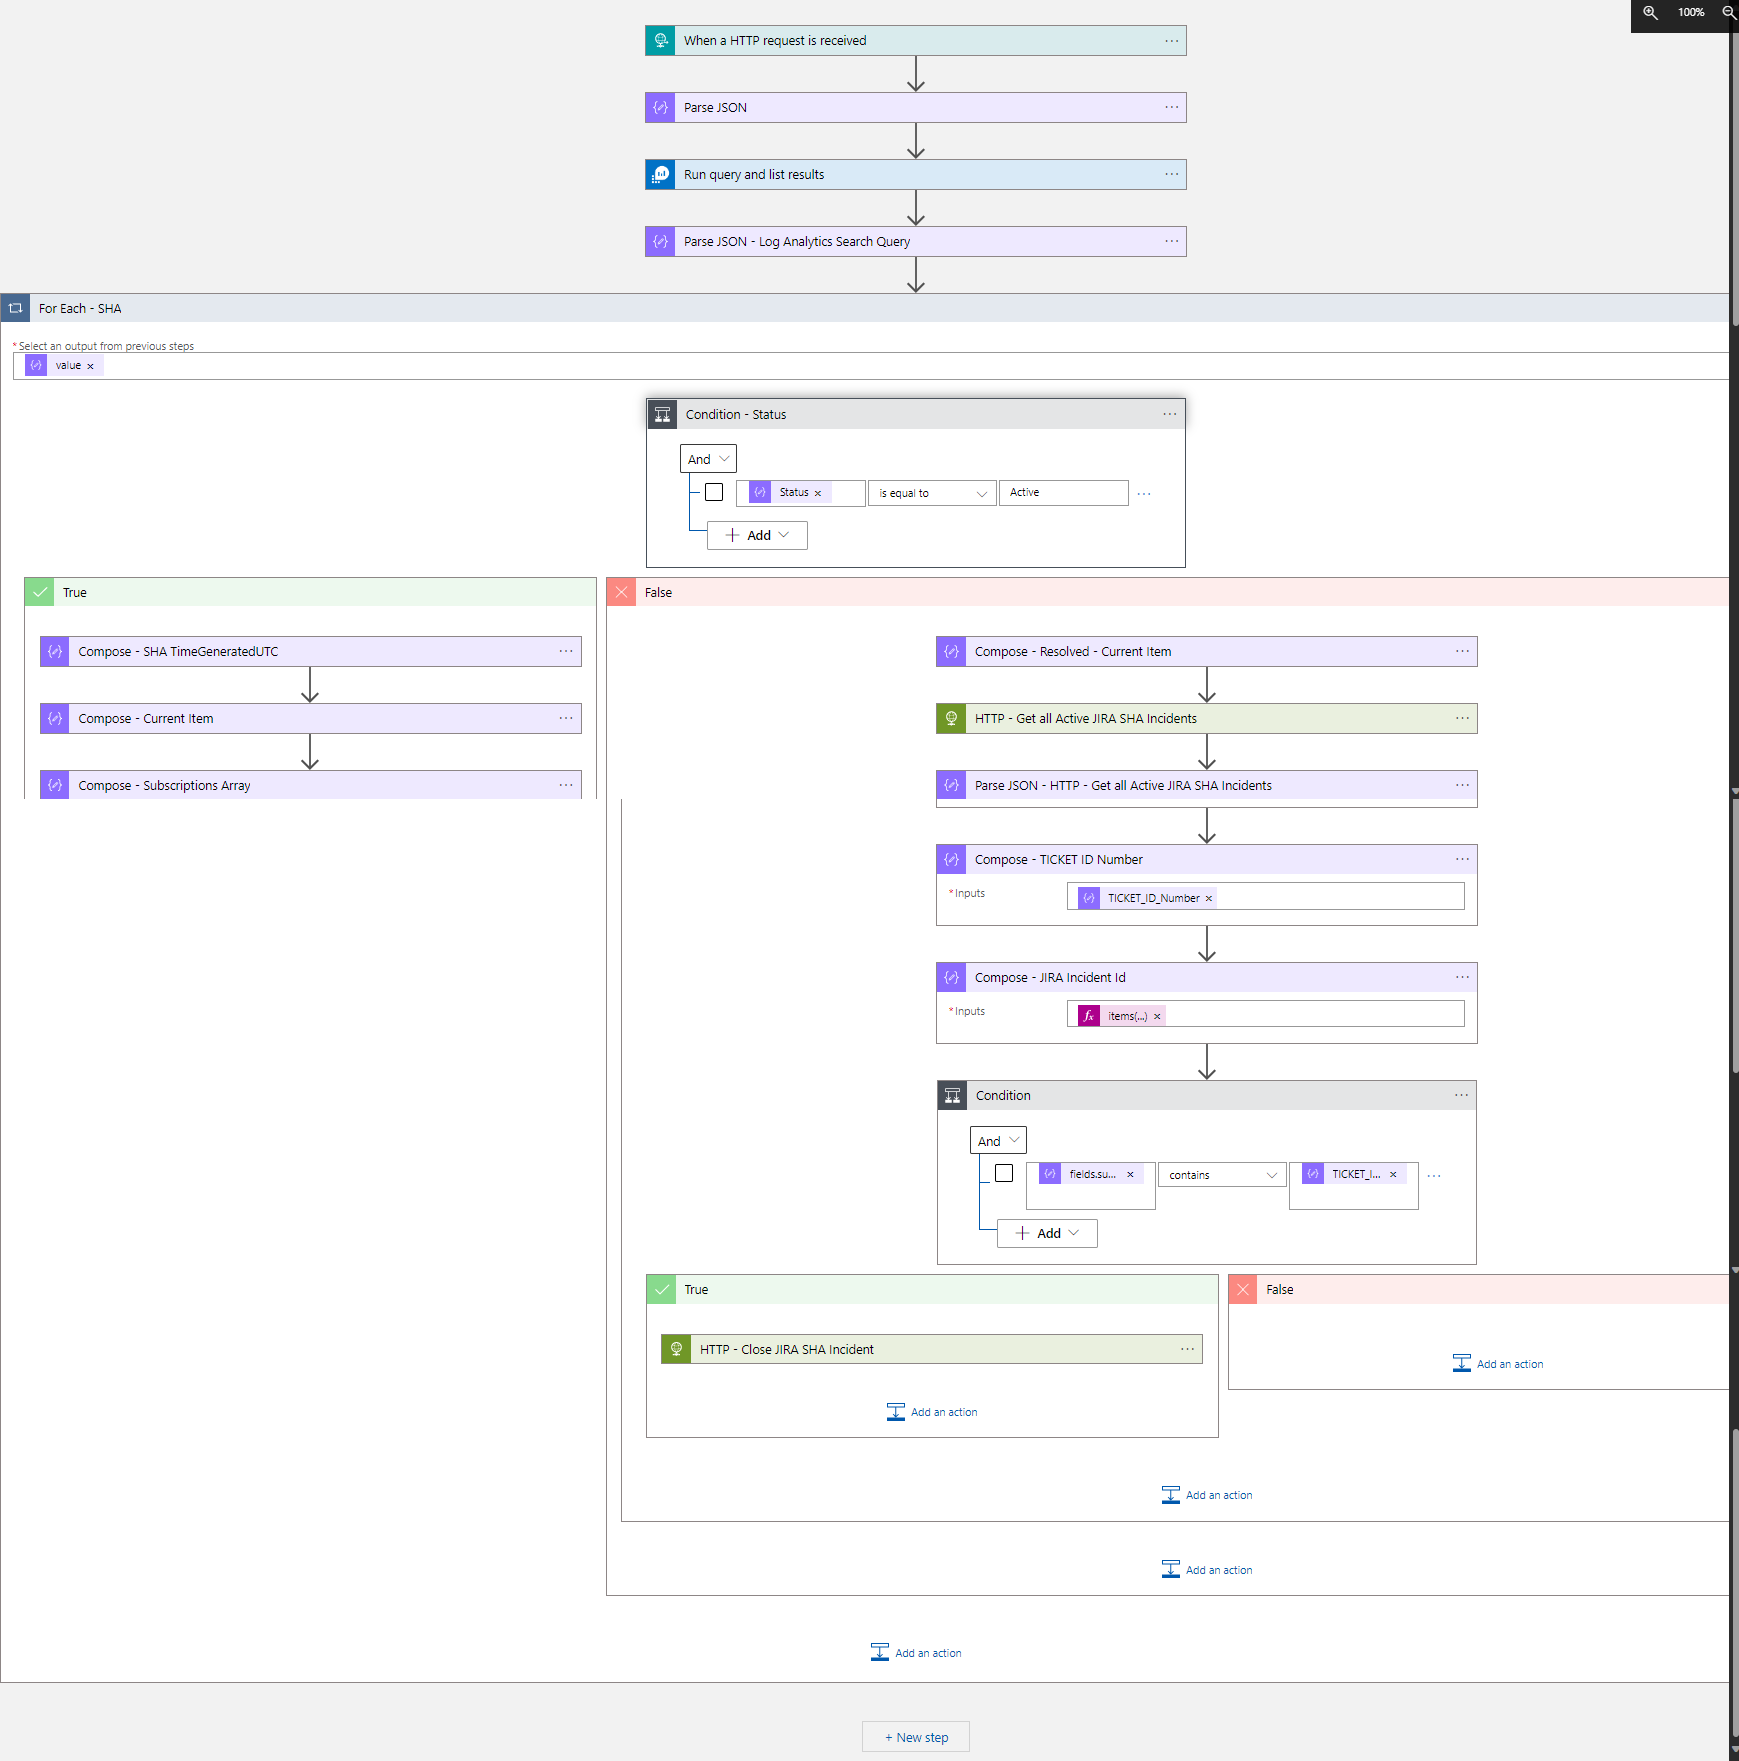 100%
When a HTTP request is received
Parse JSON
Run query and list results
Parse JSON - Log Analytics Search Query
For Each - SHA
* Select an output from previous steps
value ×
Condition - Status
And
Status × is equal to Active
+ Add
True
Compose - SHA TimeGeneratedUTC
Compose - Current Item
Compose - Subscriptions Array
False
Compose - Resolved - Current Item
HTTP - Get all Active JIRA SHA Incidents
Parse JSON - HTTP - Get all Active JIRA SHA Incidents
Compose - TICKET ID Number
* Inputs TICKET_ID_Number ×
Compose - JIRA Incident Id
* Inputs fx items(...) ×
Condition
And
fields.su... × contains TICKET_I... ×
+ Add
True
HTTP - Close JIRA SHA Incident
Add an action
False
Add an action
Add an action
Add an action
Add an action
+ New step